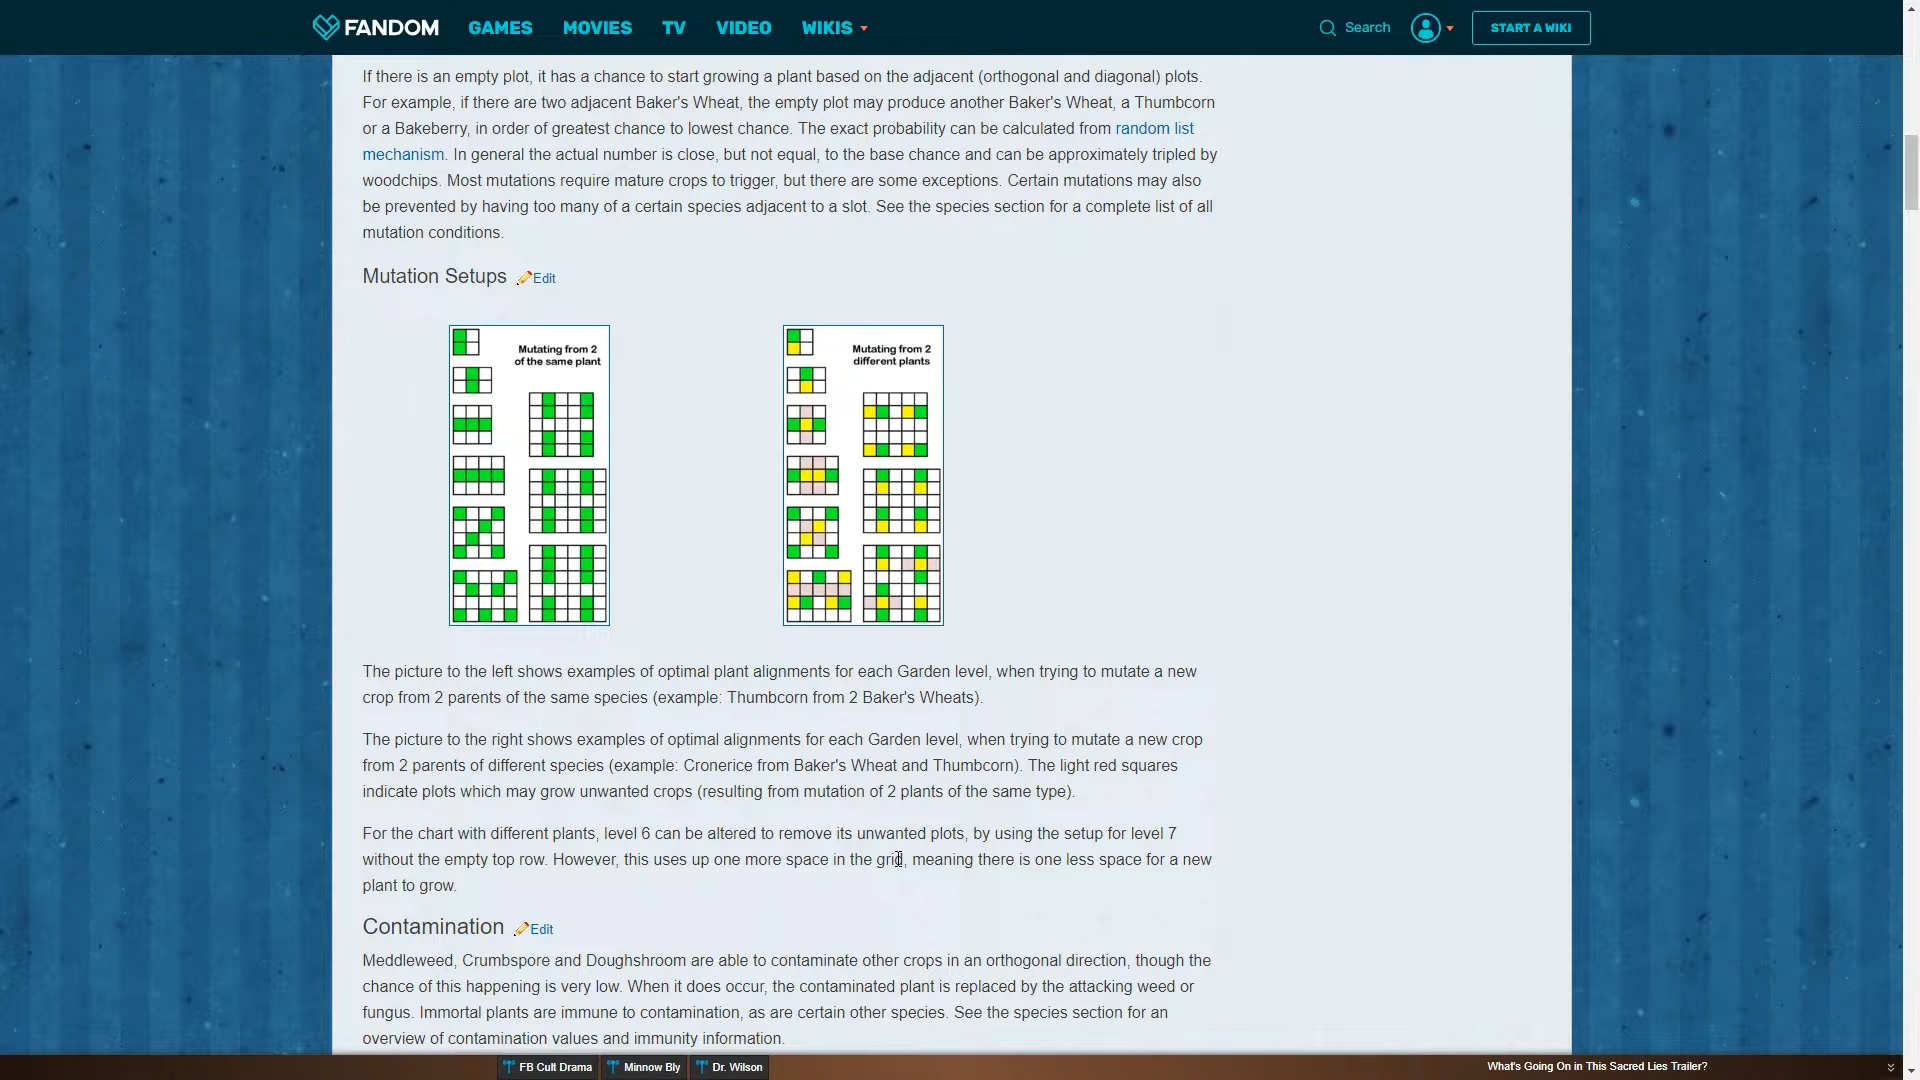 FANDOM GAMES MOVIES TV VIDEO WIKIS Search START A WIKI
If there is an empty plot, it has a chance to start growing a plant based on the adjacent (orthogonal and diagonal) plots.
For example, if there are two adjacent Baker's Wheat, the empty plot may produce another Baker's Wheat, a Thumbcorn
or a Bakeberry, in order of greatest chance to lowest chance. The exact probability can be calculated from random list
mechanism. In general the actual number is close, but not equal, to the base chance and can be approximately tripled by
woodchips. Most mutations require mature crops to trigger, but there are some exceptions. Certain mutations may also
be prevented by having too many of a certain species adjacent to a slot. See the species section for a complete list of all
mutation conditions.
Mutation Setups Edit
Mutating from 2
of the same plant
Mutating from 2
different plants
The picture to the left shows examples of optimal plant alignments for each Garden level, when trying to mutate a new
crop from 2 parents of the same species (example: Thumbcorn from 2 Baker's Wheats).
The picture to the right shows examples of optimal alignments for each Garden level, when trying to mutate a new crop
from 2 parents of different species (example: Cronerice from Baker's Wheat and Thumbcorn). The light red squares
indicate plots which may grow unwanted crops (resulting from mutation of 2 plants of the same type).
For the chart with different plants, level 6 can be altered to remove its unwanted plots, by using the setup for level 7
without the empty top row. However, this uses up one more space in the grid, meaning there is one less space for a new
plant to grow.
Contamination Edit
Meddleweed, Crumbspore and Doughshroom are able to contaminate other crops in an orthogonal direction, though the
chance of this happening is very low. When it does occur, the contaminated plant is replaced by the attacking weed or
fungus. Immortal plants are immune to contamination, as are certain other species. See the species section for an
overview of contamination values and immunity information.
FB Cult Drama Minnow Bly Dr. Wilson What's Going On in This Sacred Lies Trailer?